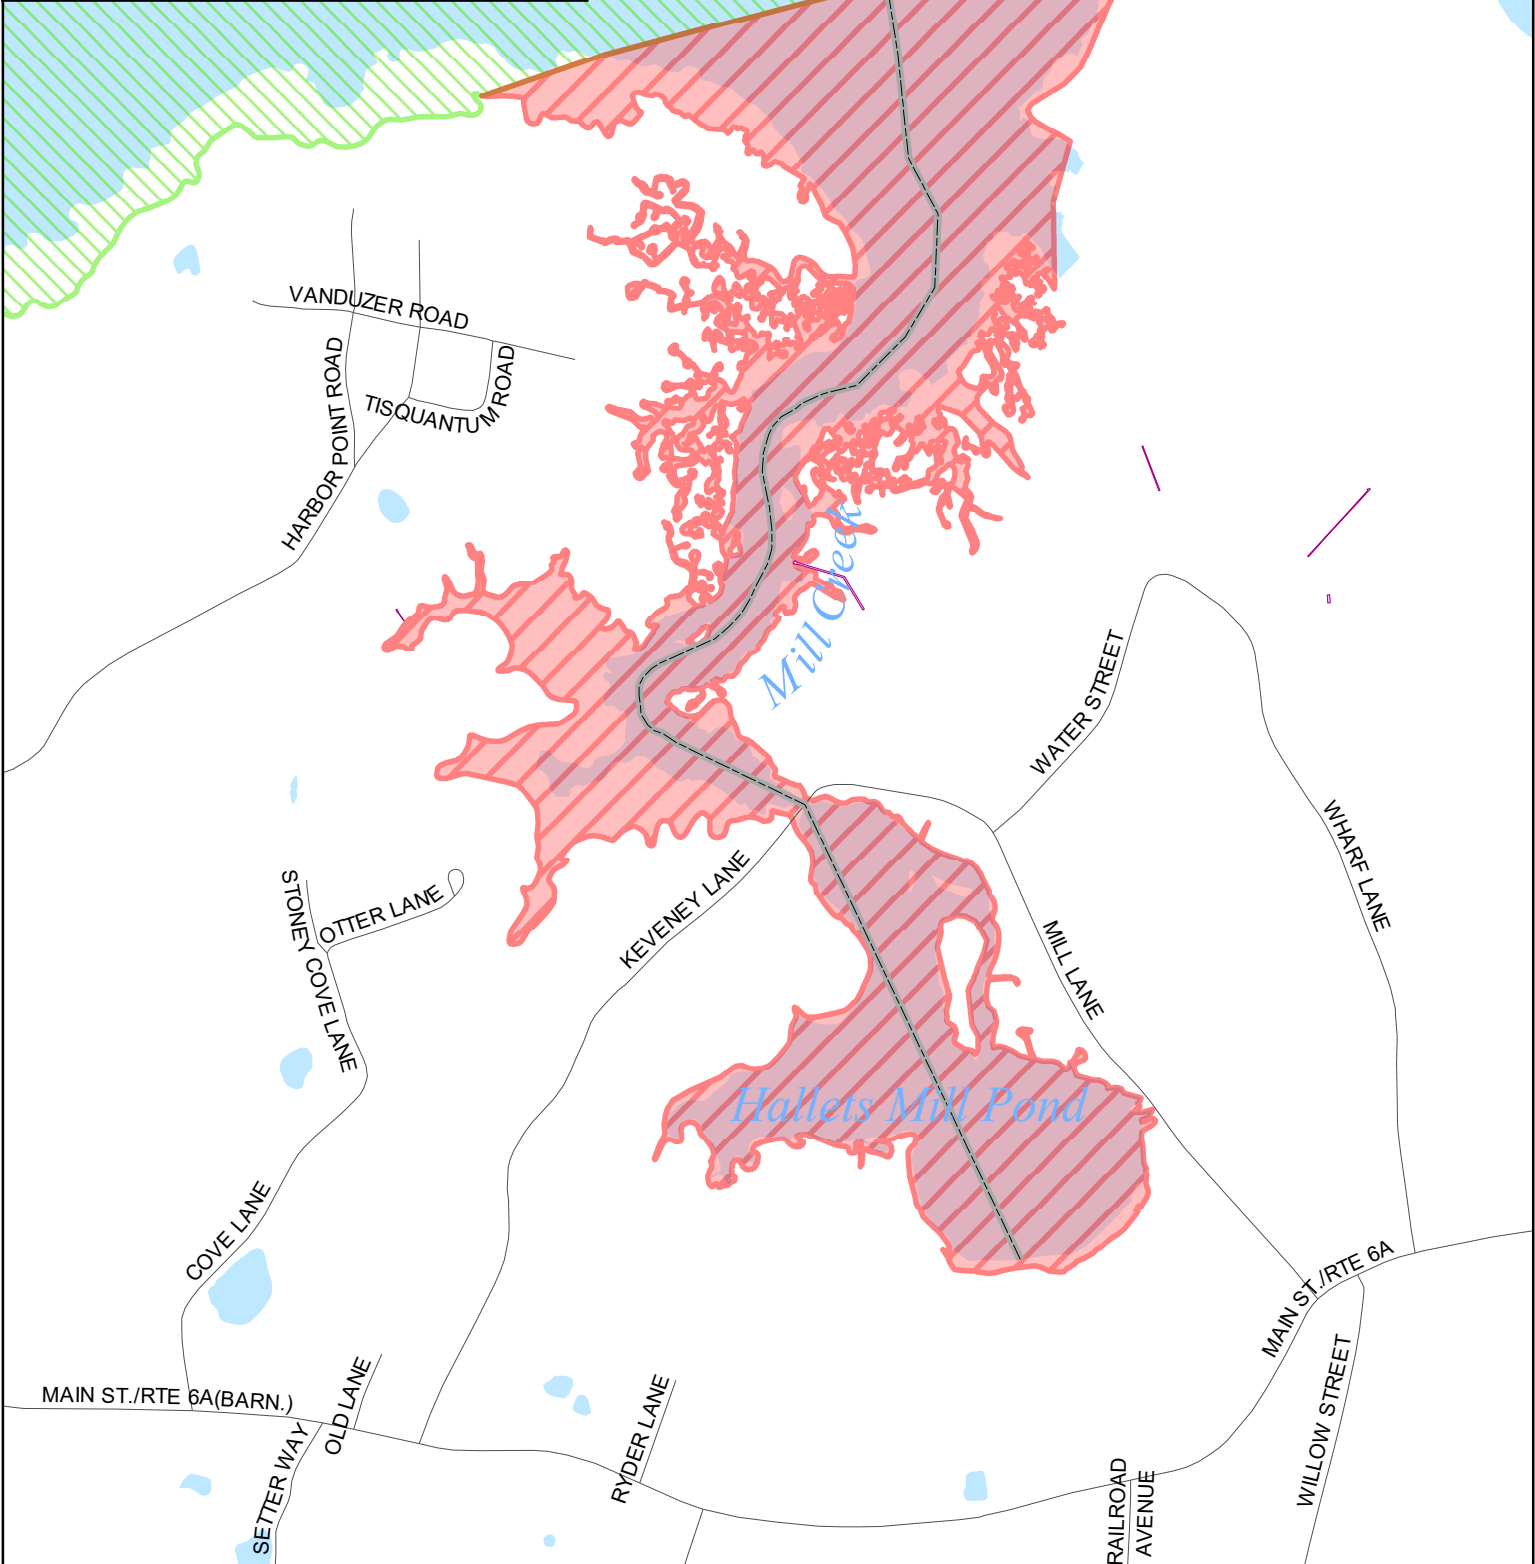 VANDUZER ROAD
HARBOR POINT ROAD
TISQUANTUM ROAD
Mill Creek
WATER STREET
WHARF LANE
KEVENEY LANE
STONEY COVE LANE
OTTER LANE
MILL LANE
Hallets Mill Pond
COVE LANE
MAIN ST./RTE 6A
MAIN ST./RTE 6A(BARN.)
OLD LANE
SETTER WAY
RYDER LANE
WILLOW STREET
RAILROAD
AVENUE